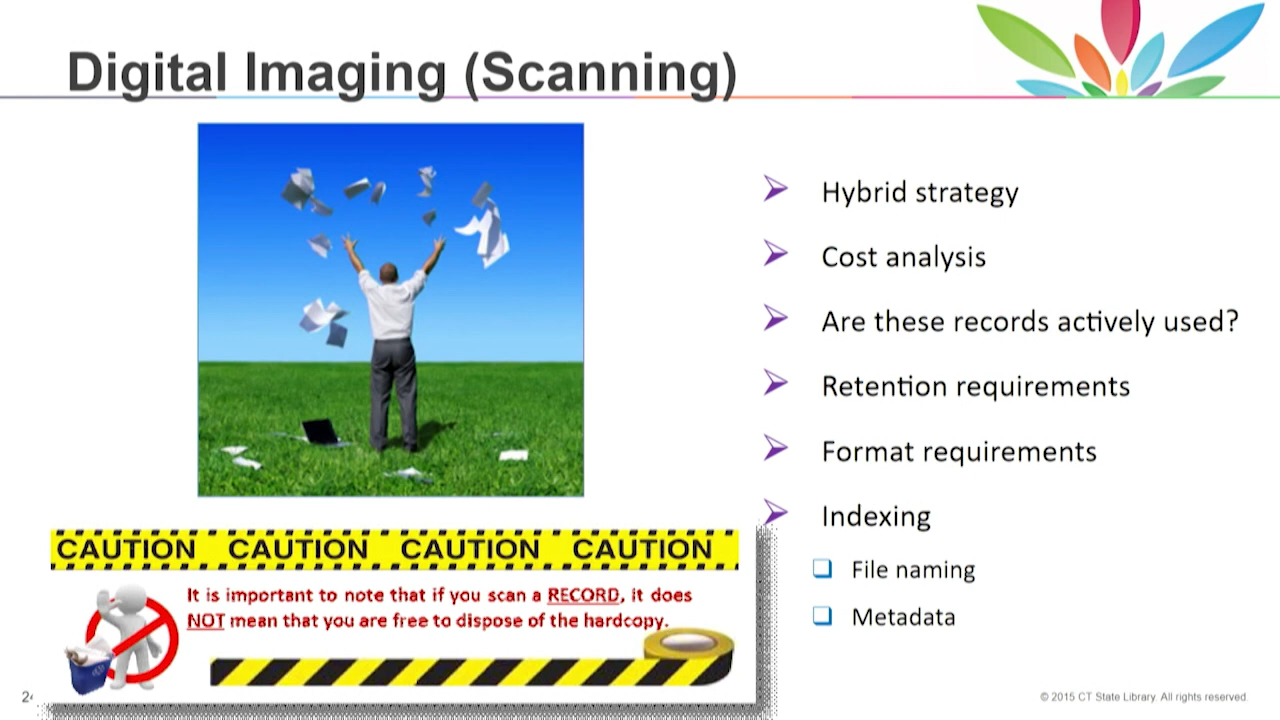 Digital Imaging (Scanning)
Hybrid strategy
Cost analysis
Are these records actively used?
Retention requirements
Format requirements
Indexing
File naming
Metadata
CAUTION CAUTION CAUTION CAUTION
It is important to note that if you scan a RECORD, it does
NOT mean that you are free to dispose of the hardcopy.
© 2015 CT State Library. All rights reserved.